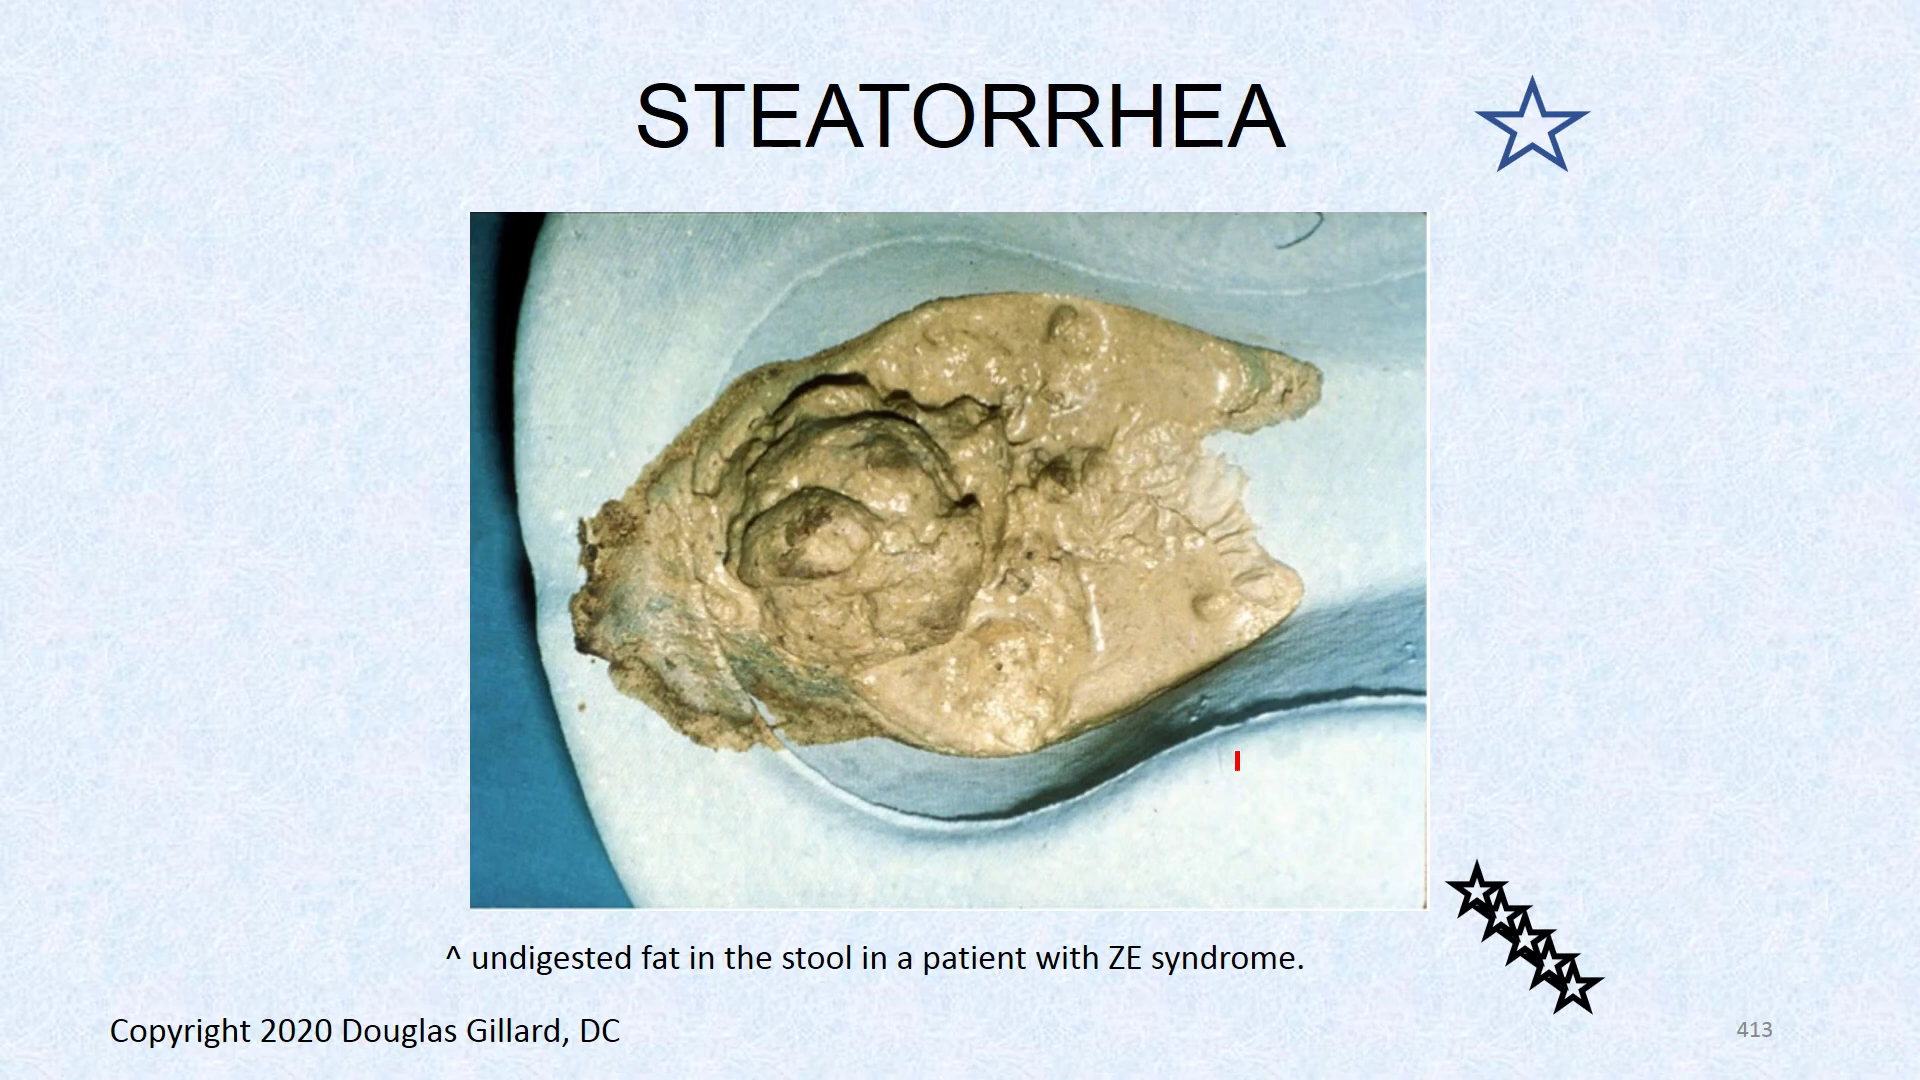 STEATORRHEA
^ undigested fat in the stool in a patient with ZE syndrome.
Copyright 2020 Douglas Gillard, DC
413